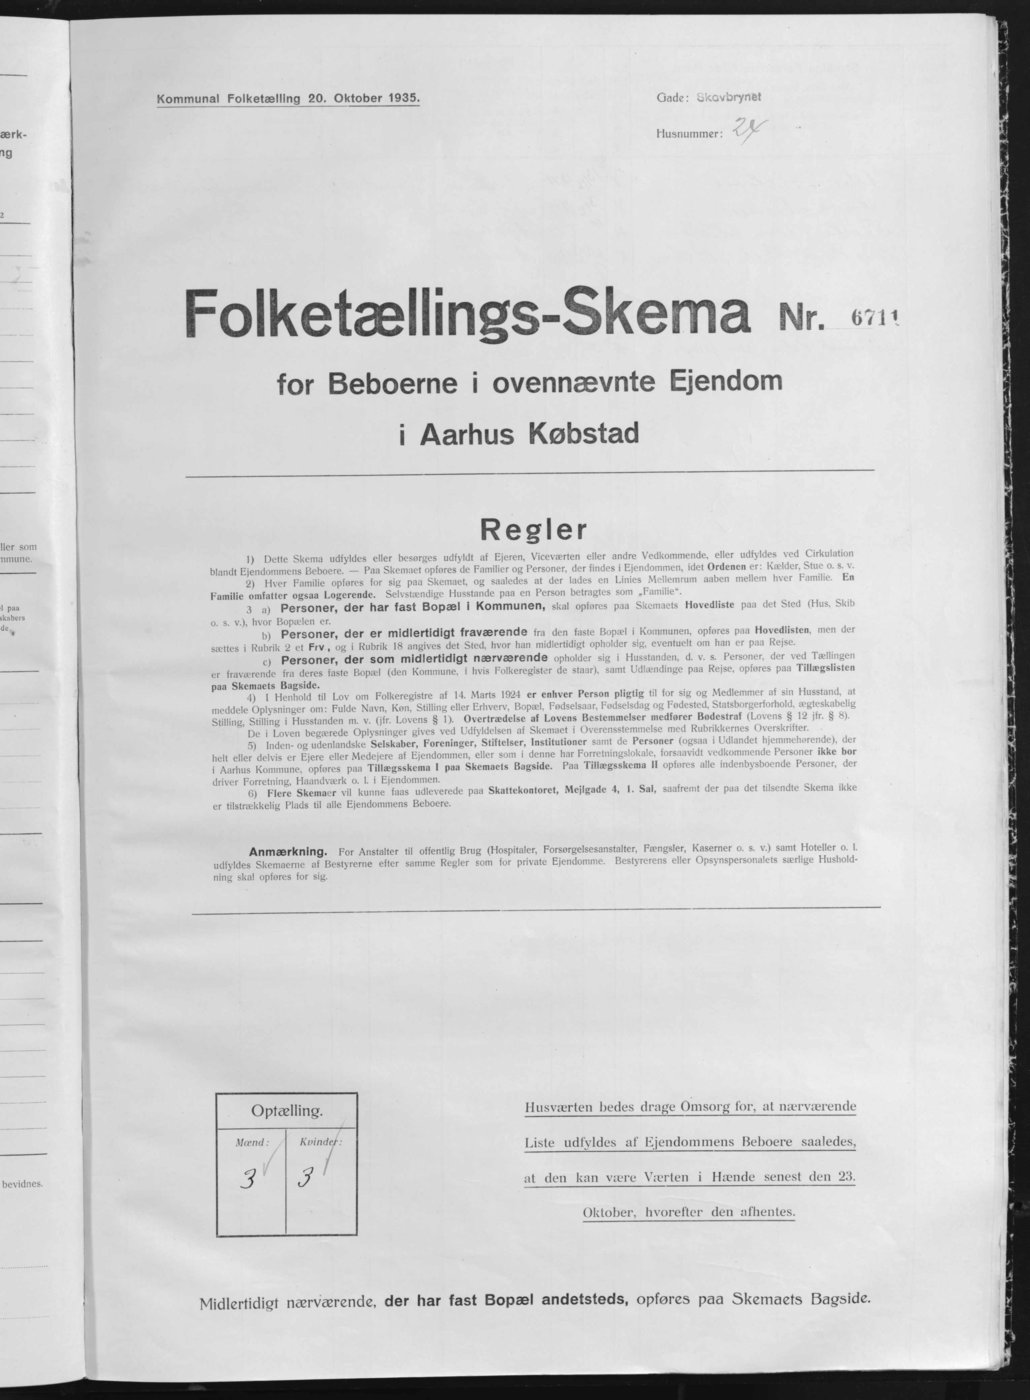 Kommunal Folketælling 20. Oktober 1935.
Gade: Skovbrynet
Husnummer: 24
Folketællings-Skema Nr. 6711
for Beboerne i ovennævnte Ejendom
i Aarhus Købstad
Regler
1) Dette Skema udfyldes eller besørges udfyldt af Ejeren, Viceværten eller andre Vedkommende, eller udfyldes ved Cirkulation
blandt Ejendommens Beboere. — Paa Skemaet opføres de Familier og Personer, der findes i Ejendommen, idet Ordenen er: Kælder, Stue o. s. v.
2) Hver Familie opføres for sig paa Skemaet, og saaledes at der lades en Linies Mellemrum aaben mellem hver Familie. En
Familie omfatter ogsaa Logerende. Selvstændige Husstande paa en Person betragtes som „Familie“.
3 a) Personer, der har fast Bopæl i Kommunen, skal opføres paa Skemaets Hovedliste paa det Sted (Hus, Skib
o. s. v.), hvor Bopælen er.
b) Personer, der er midlertidigt fraværende fra den faste Bopæl i Kommunen, opføres paa Hovedlisten, men der
sættes i Rubrik 2 et Frv., og i Rubrik 18 angives det Sted, hvor han midlertidigt opholder sig, eventuelt om han er paa Rejse.
c) Personer, der som midlertidigt nærværende opholder sig i Husstanden, d. v. s. Personer, der ved Tællingen
er fraværende fra deres faste Bopæl (den Kommune, i hvis Folkeregister de staar), samt Udlændinge paa Rejse, opføres paa Tillægslisten
paa Skemaets Bagside.
4) I Henhold til Lov om Folkeregistre af 14. Marts 1924 er enhver Person pligtig til for sig og Medlemmer af sin Husstand, at
meddele Oplysninger om: Fulde Navn, Køn, Stilling eller Erhverv, Bopæl, Fødselsaar, Fødselsdag og Fødested, Statsborgerforhold, ægteskabelig
Stilling, Stilling i Husstanden m. v. (jfr. Lovens § 1). Overtrædelse af Lovens Bestemmelser medfører Bødestraf (Lovens § 12 jfr. § 8).
De i Loven begærede Oplysninger gives ved Udfyldelsen af Skemaet i Overensstemmelse med Rubrikkernes Overskrifter.
5) Inden- og udenlandske Selskaber, Foreninger, Stiftelser, Institutioner samt de Personer (ogsaa i Udlandet hjemmehørende), der
helt eller delvis er Ejere eller Medejere af Ejendommen, eller som i denne har Forretningslokale, forsaavidt vedkommende Personer ikke bor
i Aarhus Kommune, opføres paa Tillægsskema I paa Skemaets Bagside. Paa Tillægsskema II opføres alle indenbysboende Personer, der
driver Forretning, Haandværk o. l. i Ejendommen.
6) Flere Skemaer vil kunne faas udleverede paa Skattekontoret, Mejlgade 4, 1. Sal, saafremt der paa det tilsendte Skema ikke
er tilstrækkelig Plads til alle Ejendommens Beboere.
Anmærkning. For Anstalter til offentlig Brug (Hospitaler, Forsørgelsesanstalter, Fængsler, Kaserner o. s. v.) samt Hoteller o. l.
udfyldes Skemaerne af Bestyrerne efter samme Regler som for private Ejendomme. Bestyrerens eller Opsynspersonalets særlige Hushold-
ning skal opføres for sig.
Optælling.
Mænd: Kvinder:
3 3
Husværten bedes drage Omsorg for, at nærværende
Liste udfyldes af Ejendommens Beboere saaledes,
at den kan være Værten i Hænde senest den 23.
Oktober, hvorefter den afhentes.
Midlertidigt nærværende, der har fast Bopæl andetsteds, opføres paa Skemaets Bagside.
ærk-
ng
2
ller som
mmune.
l paa
skabers
de
bevidnes.